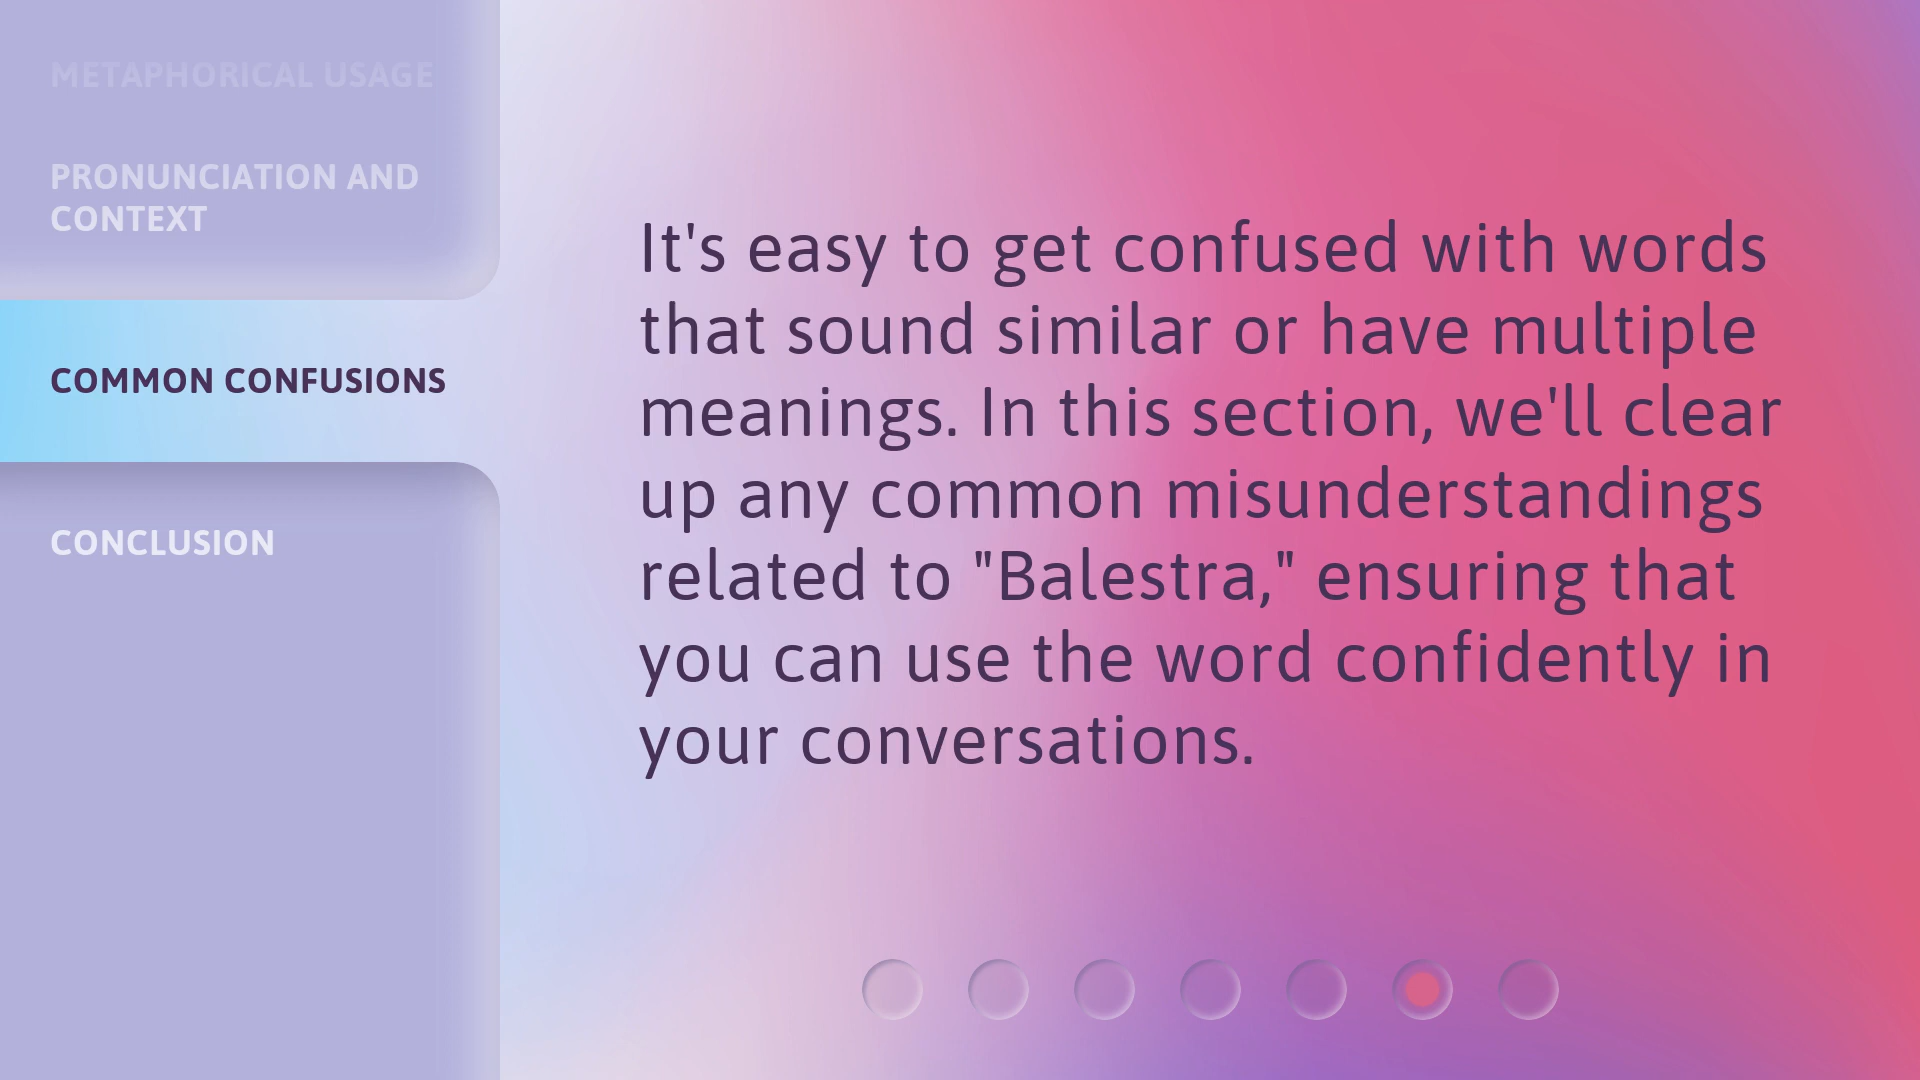 METAPHORICAL USAGE
PRONUNCIATION AND
CONTEXT
COMMON CONFUSIONS
CONCLUSION
It's easy to get confused with words
that sound similar or have multiple
meanings. In this section, we'll clear
up any common misunderstandings
related to "Balestra," ensuring that
you can use the word confidently in
your conversations.